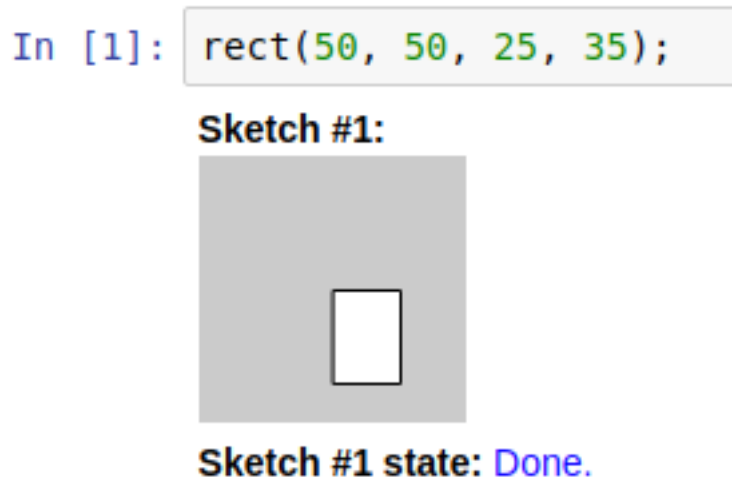 In [1]: rect(50, 50, 25, 35);
Sketch #1:
Sketch #1 state: Done.